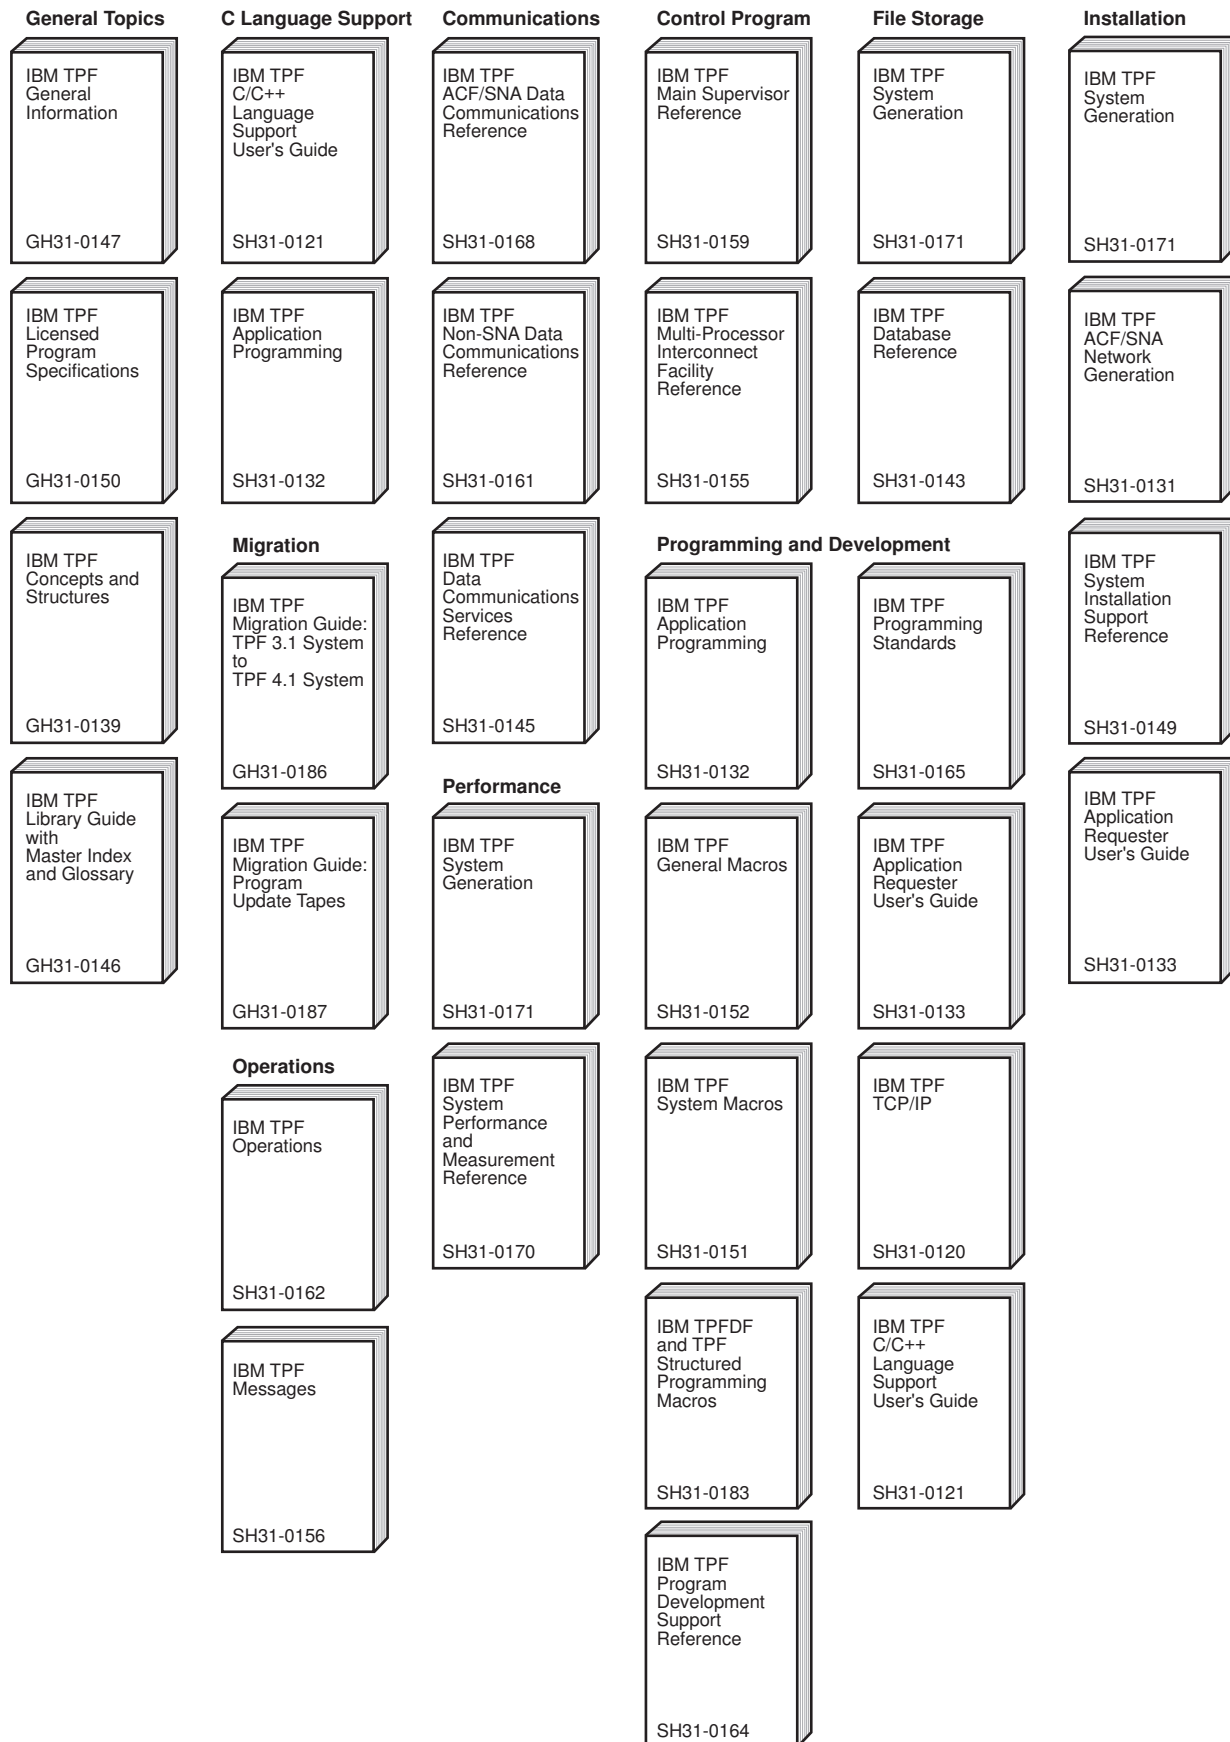 General Topics
IBM TPF
General
Information
GH31-0147
IBM TPF
Licensed
Program
Specifications
GH31-0150
IBM TPF
Concepts and
Structures
GH31-0139
IBM TPF
Library Guide
with
Master Index
and Glossary
GH31-0146
C Language Support
IBM TPF
C/C++
Language
Support
User's Guide
SH31-0121
IBM TPF
Application
Programming
SH31-0132
Migration
IBM TPF
Migration Guide:
TPF 3.1 System
to
TPF 4.1 System
GH31-0186
IBM TPF
Migration Guide:
Program
Update Tapes
GH31-0187
Operations
IBM TPF
Operations
SH31-0162
IBM TPF
Messages
SH31-0156
Communications
IBM TPF
ACF/SNA Data
Communications
Reference
SH31-0168
IBM TPF
Non-SNA Data
Communications
Reference
SH31-0161
IBM TPF
Data
Communications
Services
Reference
SH31-0145
Performance
IBM TPF
System
Generation
SH31-0171
IBM TPF
System
Performance
and
Measurement
Reference
SH31-0170
Control Program
IBM TPF
Main Supervisor
Reference
SH31-0159
IBM TPF
Multi-Processor
Interconnect
Facility
Reference
SH31-0155
File Storage
IBM TPF
System
Generation
SH31-0171
IBM TPF
Database
Reference
SH31-0143
Programming and Development
IBM TPF
Application
Programming
SH31-0132
IBM TPF
General Macros
SH31-0152
IBM TPF
System Macros
SH31-0151
IBM TPFDF
and TPF
Structured
Programming
Macros
SH31-0183
IBM TPF
Program
Development
Support
Reference
SH31-0164
IBM TPF
Programming
Standards
SH31-0165
IBM TPF
Application
Requester
User's Guide
SH31-0133
IBM TPF
TCP/IP
SH31-0120
IBM TPF
C/C++
Language
Support
User's Guide
SH31-0121
Installation
IBM TPF
System
Generation
SH31-0171
IBM TPF
ACF/SNA
Network
Generation
SH31-0131
IBM TPF
System
Installation
Support
Reference
SH31-0149
IBM TPF
Application
Requester
User's Guide
SH31-0133